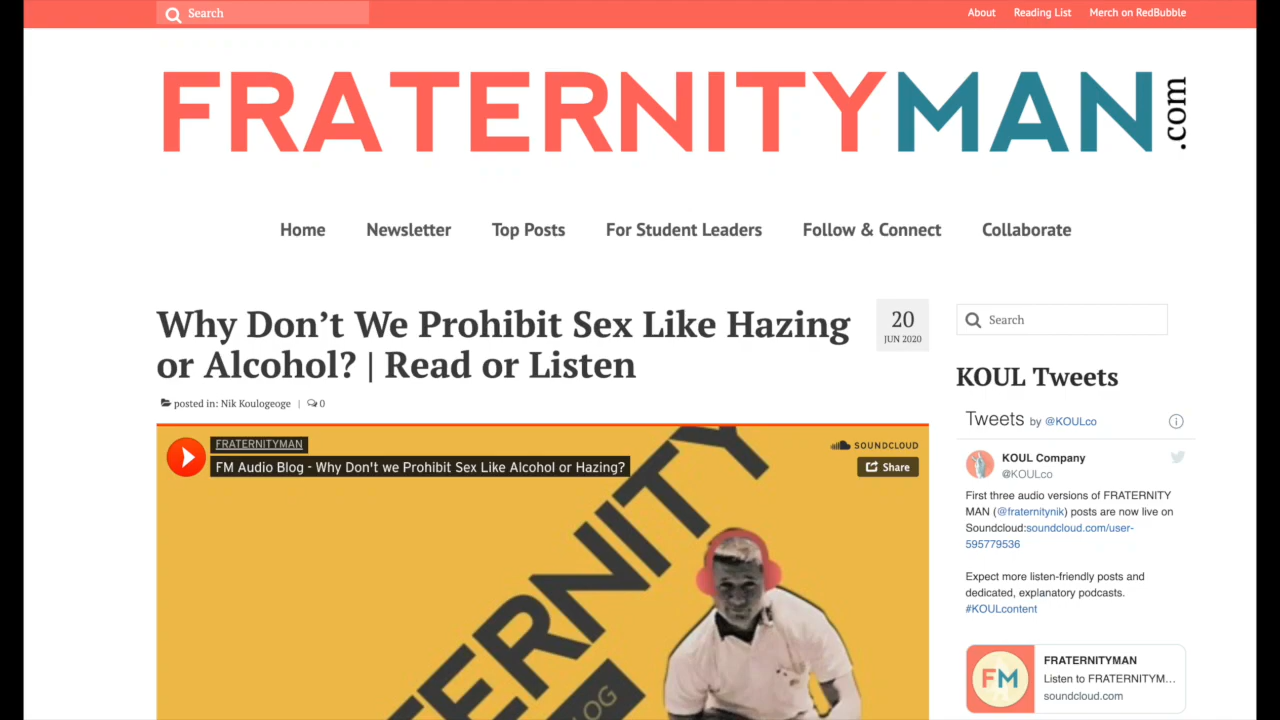 Search
About
Reading List
Merch on RedBubble
FRATERNITYMAN.com
Home
Newsletter
Top Posts
For Student Leaders
Follow & Connect
Collaborate
Why Don’t We Prohibit Sex Like Hazing
or Alcohol? | Read or Listen
20
JUN 2020
posted in: Nik Koulogeoge | 0
FRATERNITYMAN
FM Audio Blog - Why Don't we Prohibit Sex Like Alcohol or Hazing?
SOUNDCLOUD
Share
ERNITY
LOG
Search
KOUL Tweets
Tweets by @KOULco
KOUL Company
@KOULco
First three audio versions of FRATERNITY
MAN (@fraternitynik) posts are now live on
Soundcloud:soundcloud.com/user-
595779536
Expect more listen-friendly posts and
dedicated, explanatory podcasts.
#KOULcontent
FM
FRATERNITYMAN
Listen to FRATERNITYM...
soundcloud.com